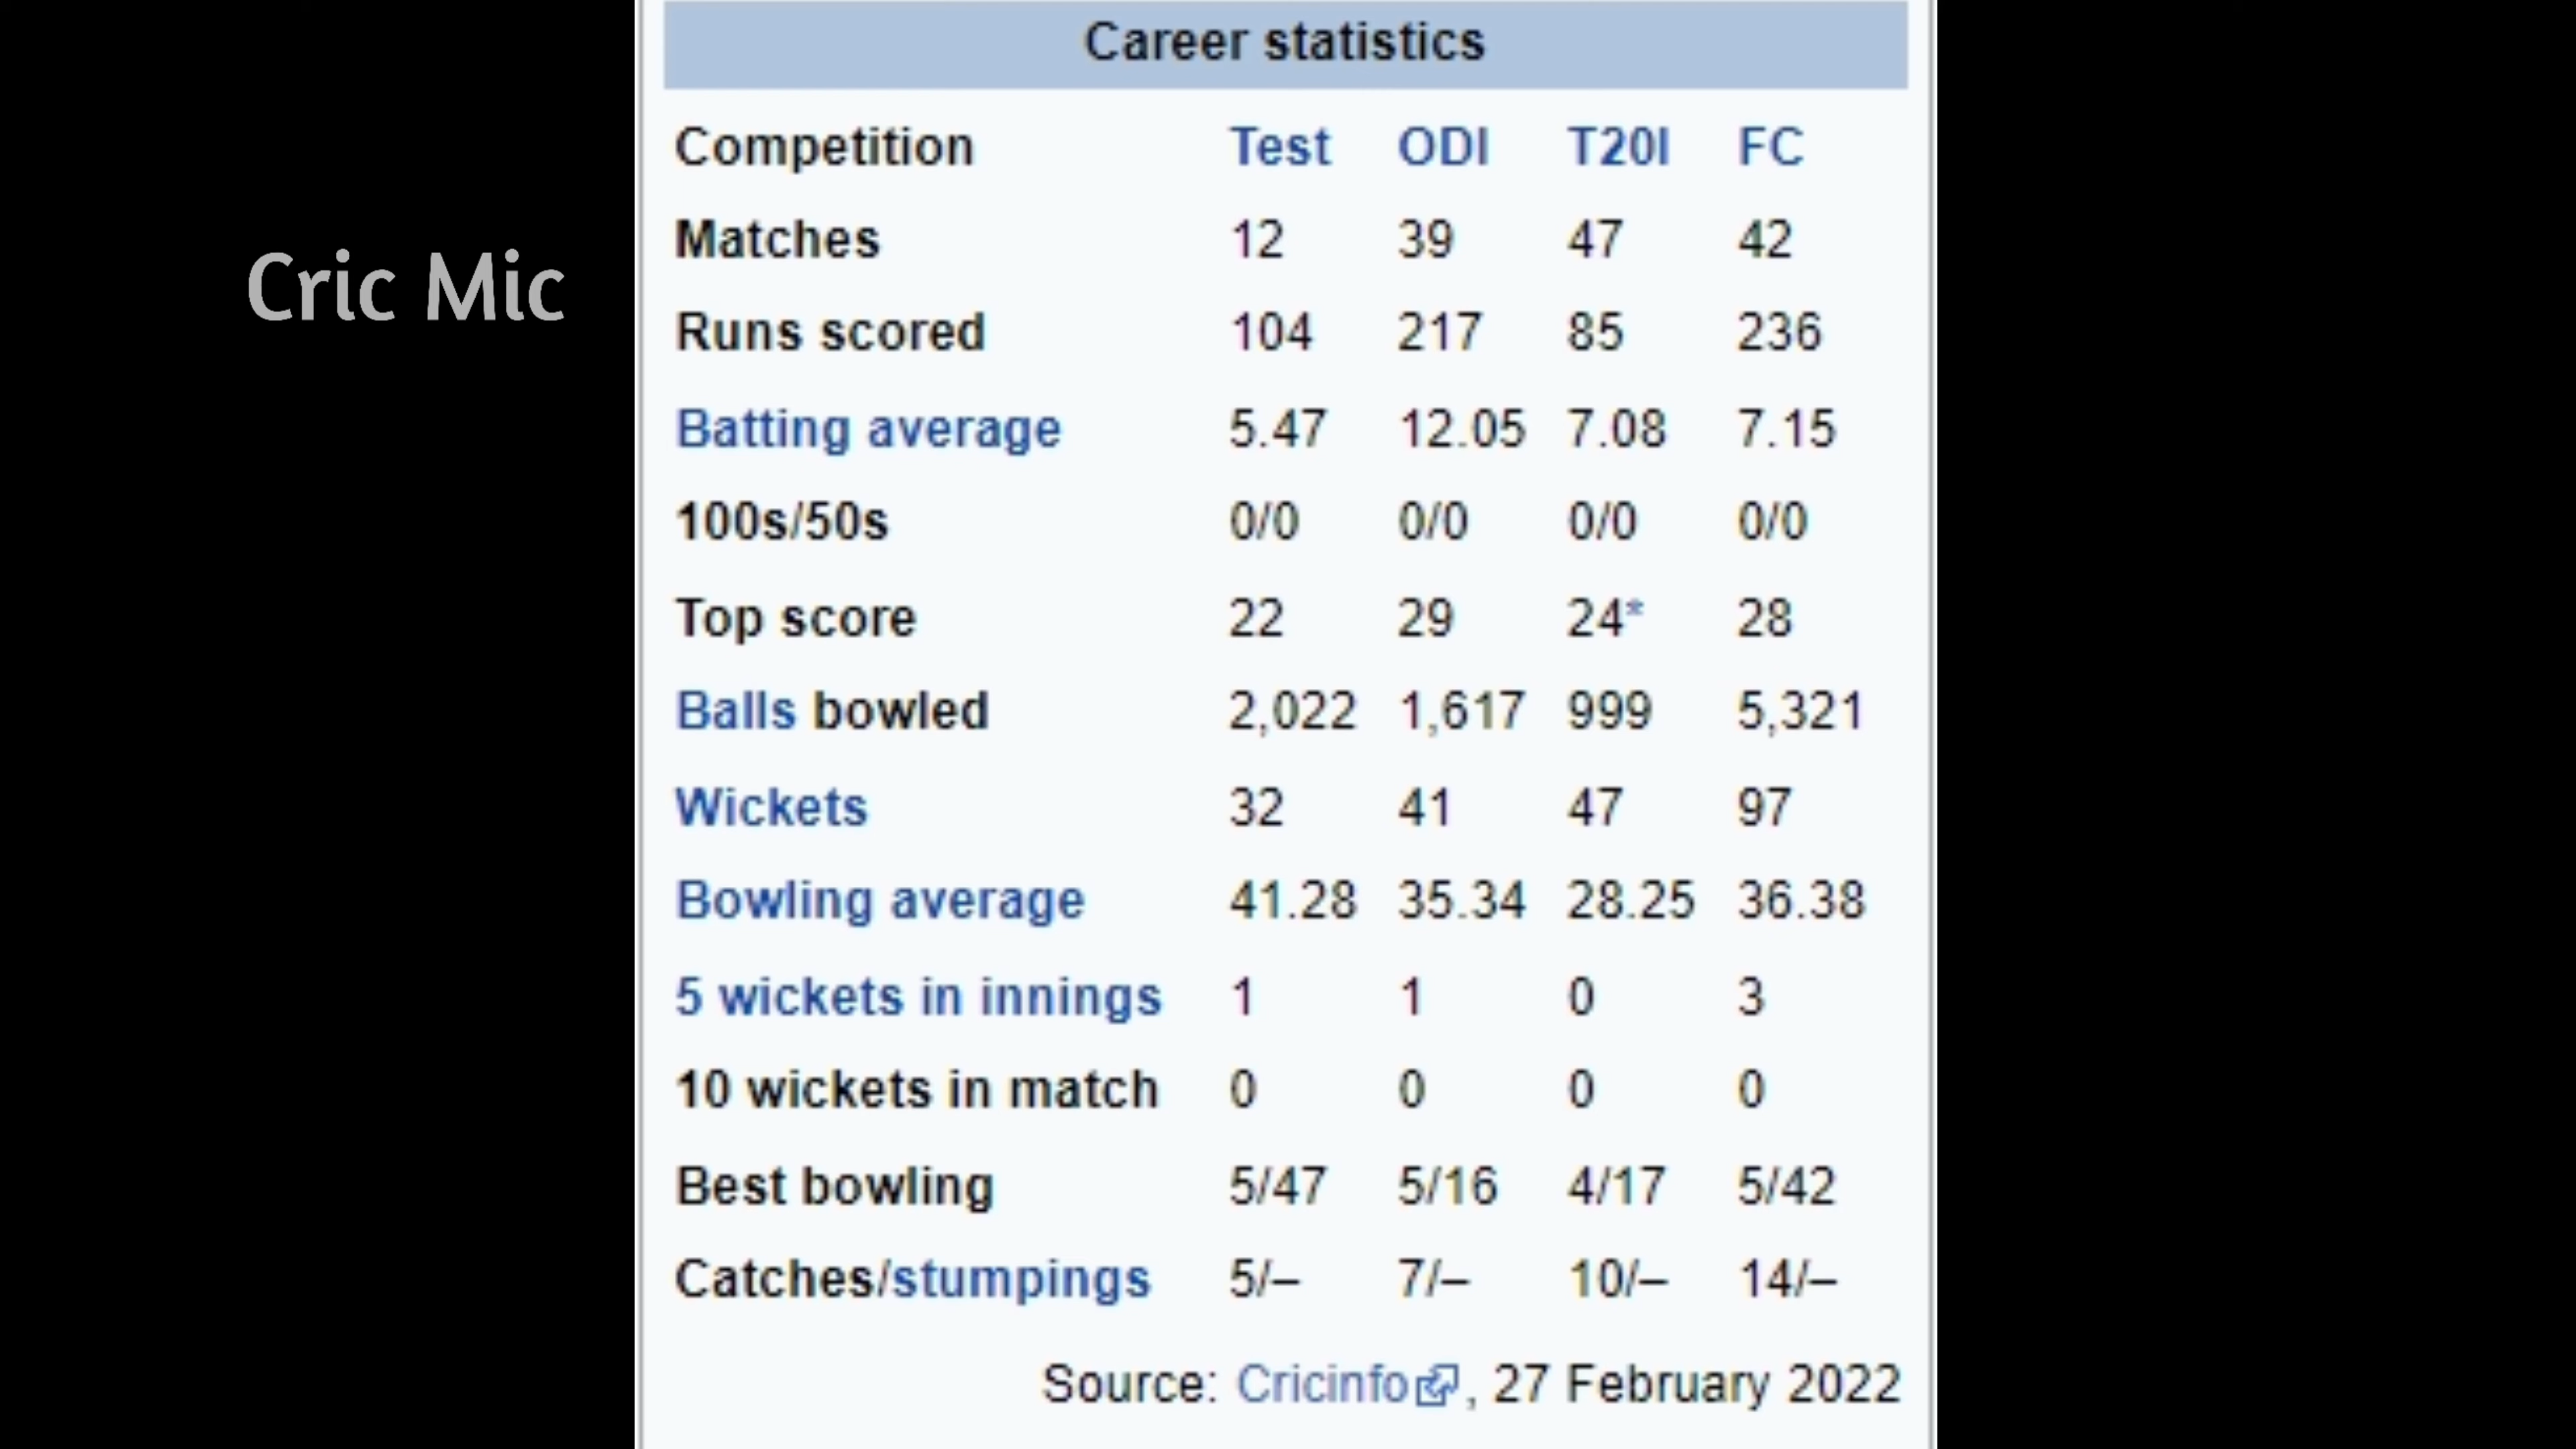 Career statistics
Competition Test ODI T20I FC
Matches 12 39 47 42
Cric Mic
Runs scored 104 217 85 236
Batting average 5.47 12.05 7.08 7.15
100s/50s 0/0 0/0 0/0 0/0
Top score 22 29 24* 28
Balls bowled 2,022 1,617 999 5,321
Wickets 32 41 47 97
Bowling average 41.28 35.34 28.25 36.38
5 wickets in innings 1 1 0 3
10 wickets in match 0 0 0 0
Best bowling 5/47 5/16 4/17 5/42
Catches/stumpings 5/– 7/– 10/– 14/–
Source: Cricinfo, 27 February 2022